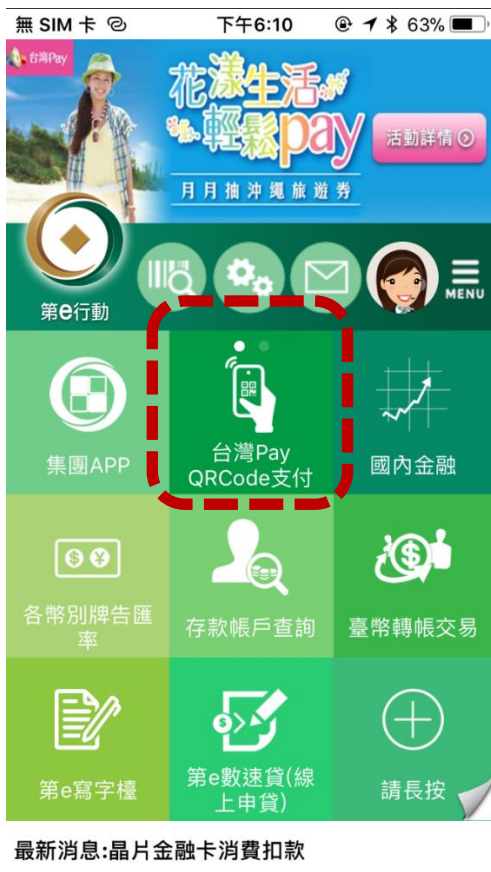 無 SIM 卡
下午6:10
63%
台灣Pay
花漾生活
輕鬆pay
活動詳情
月月抽沖繩旅遊券
第e行動
MENU
集團APP
台灣Pay
QRCode支付
國內金融
各幣別牌告匯
率
存款帳戶查詢
臺幣轉帳交易
第e寫字檯
第e數速貸(線
上申貸)
請長按
最新消息:晶片金融卡消費扣款